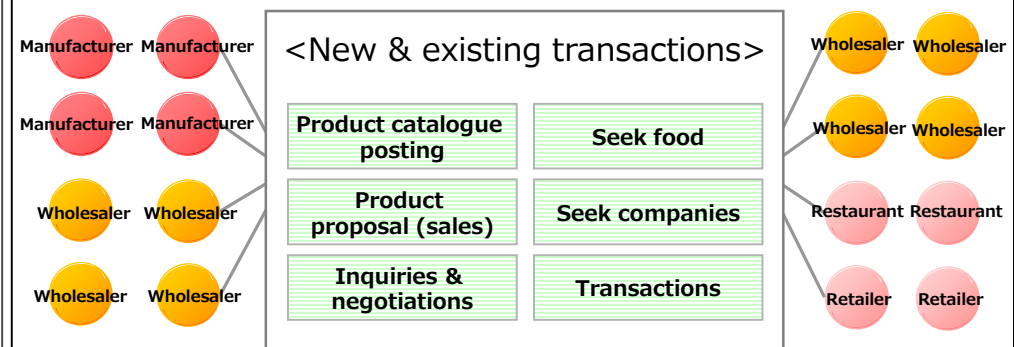 <New & existing transactions>
Manufacturer Manufacturer
Manufacturer Manufacturer
Wholesaler Wholesaler
Wholesaler Wholesaler
Product catalogue
posting
Seek food
Product
proposal (sales)
Seek companies
Inquiries &
negotiations
Transactions
Wholesaler Wholesaler
Wholesaler Wholesaler
Restaurant Restaurant
Retailer Retailer